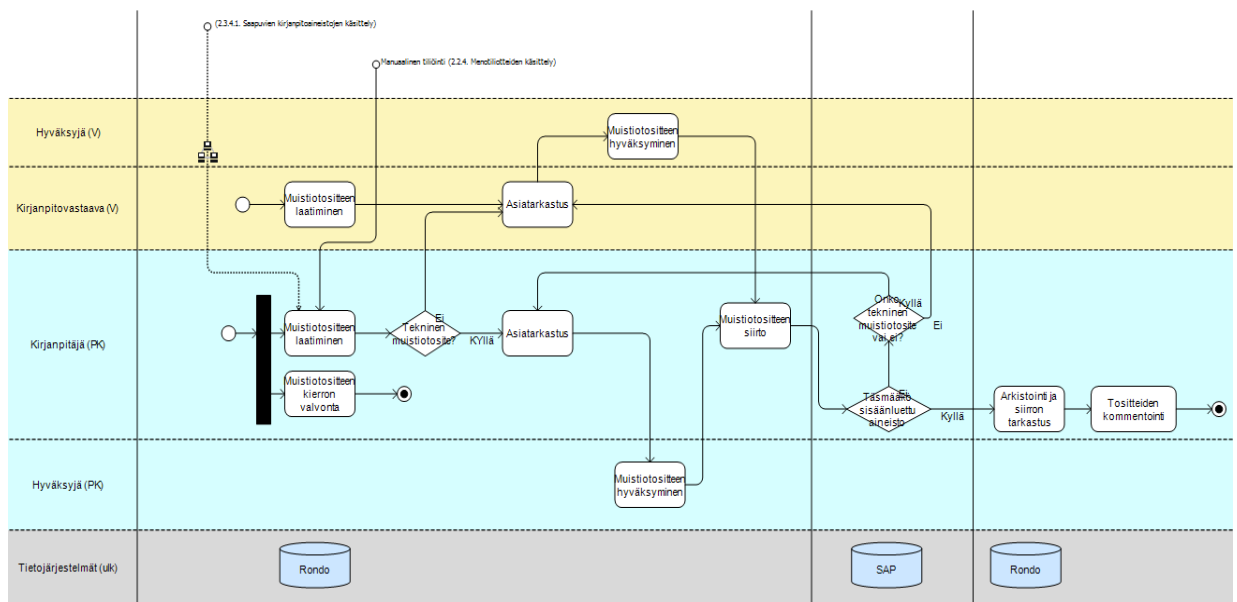 (2.3.4.1. Saapuvien kirjanpitoaineistojen käsittely)
Manuaalinen tiliöinti (2.2.4. Menotiliotteiden käsittely)
Hyväksyjä (V)
Muistiotositteen
hyväksyminen
Kirjanpitovastaava (V)
Muistiotositteen
laatiminen
Asiatarkastus
Kirjanpitäjä (PK)
Muistiotositteen
laatiminen
Ei
Tekninen
muistiotosite?
KYllä
Asiatarkastus
Muistiotositteen
siirto
Onko
tekninen
muistiotosite
vai ei?
Kyllä
Ei
Muistiotositteen
kierron
valvonta
Ei
Täsmääkö
sisäänluettu
aineisto
Kyllä
Arkistointi ja
siirron
tarkastus
Tositteiden
kommentointi
Hyväksyjä (PK)
Muistiotositteen
hyväksyminen
Tietojärjestelmät (ulk)
Rondo
SAP
Rondo